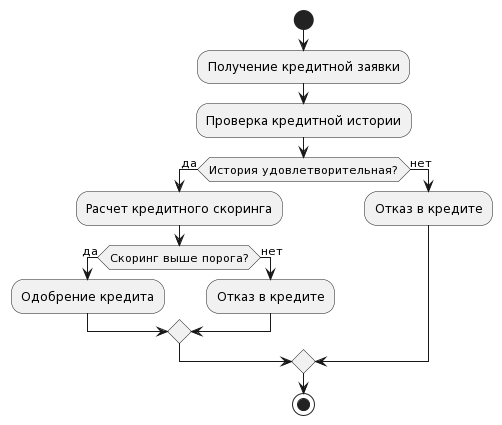 Получение кредитной заявки
Проверка кредитной истории
История удовлетворительная?
да
нет
Расчет кредитного скоринга
Отказ в кредите
Скоринг выше порога?
да
нет
Одобрение кредита
Отказ в кредите